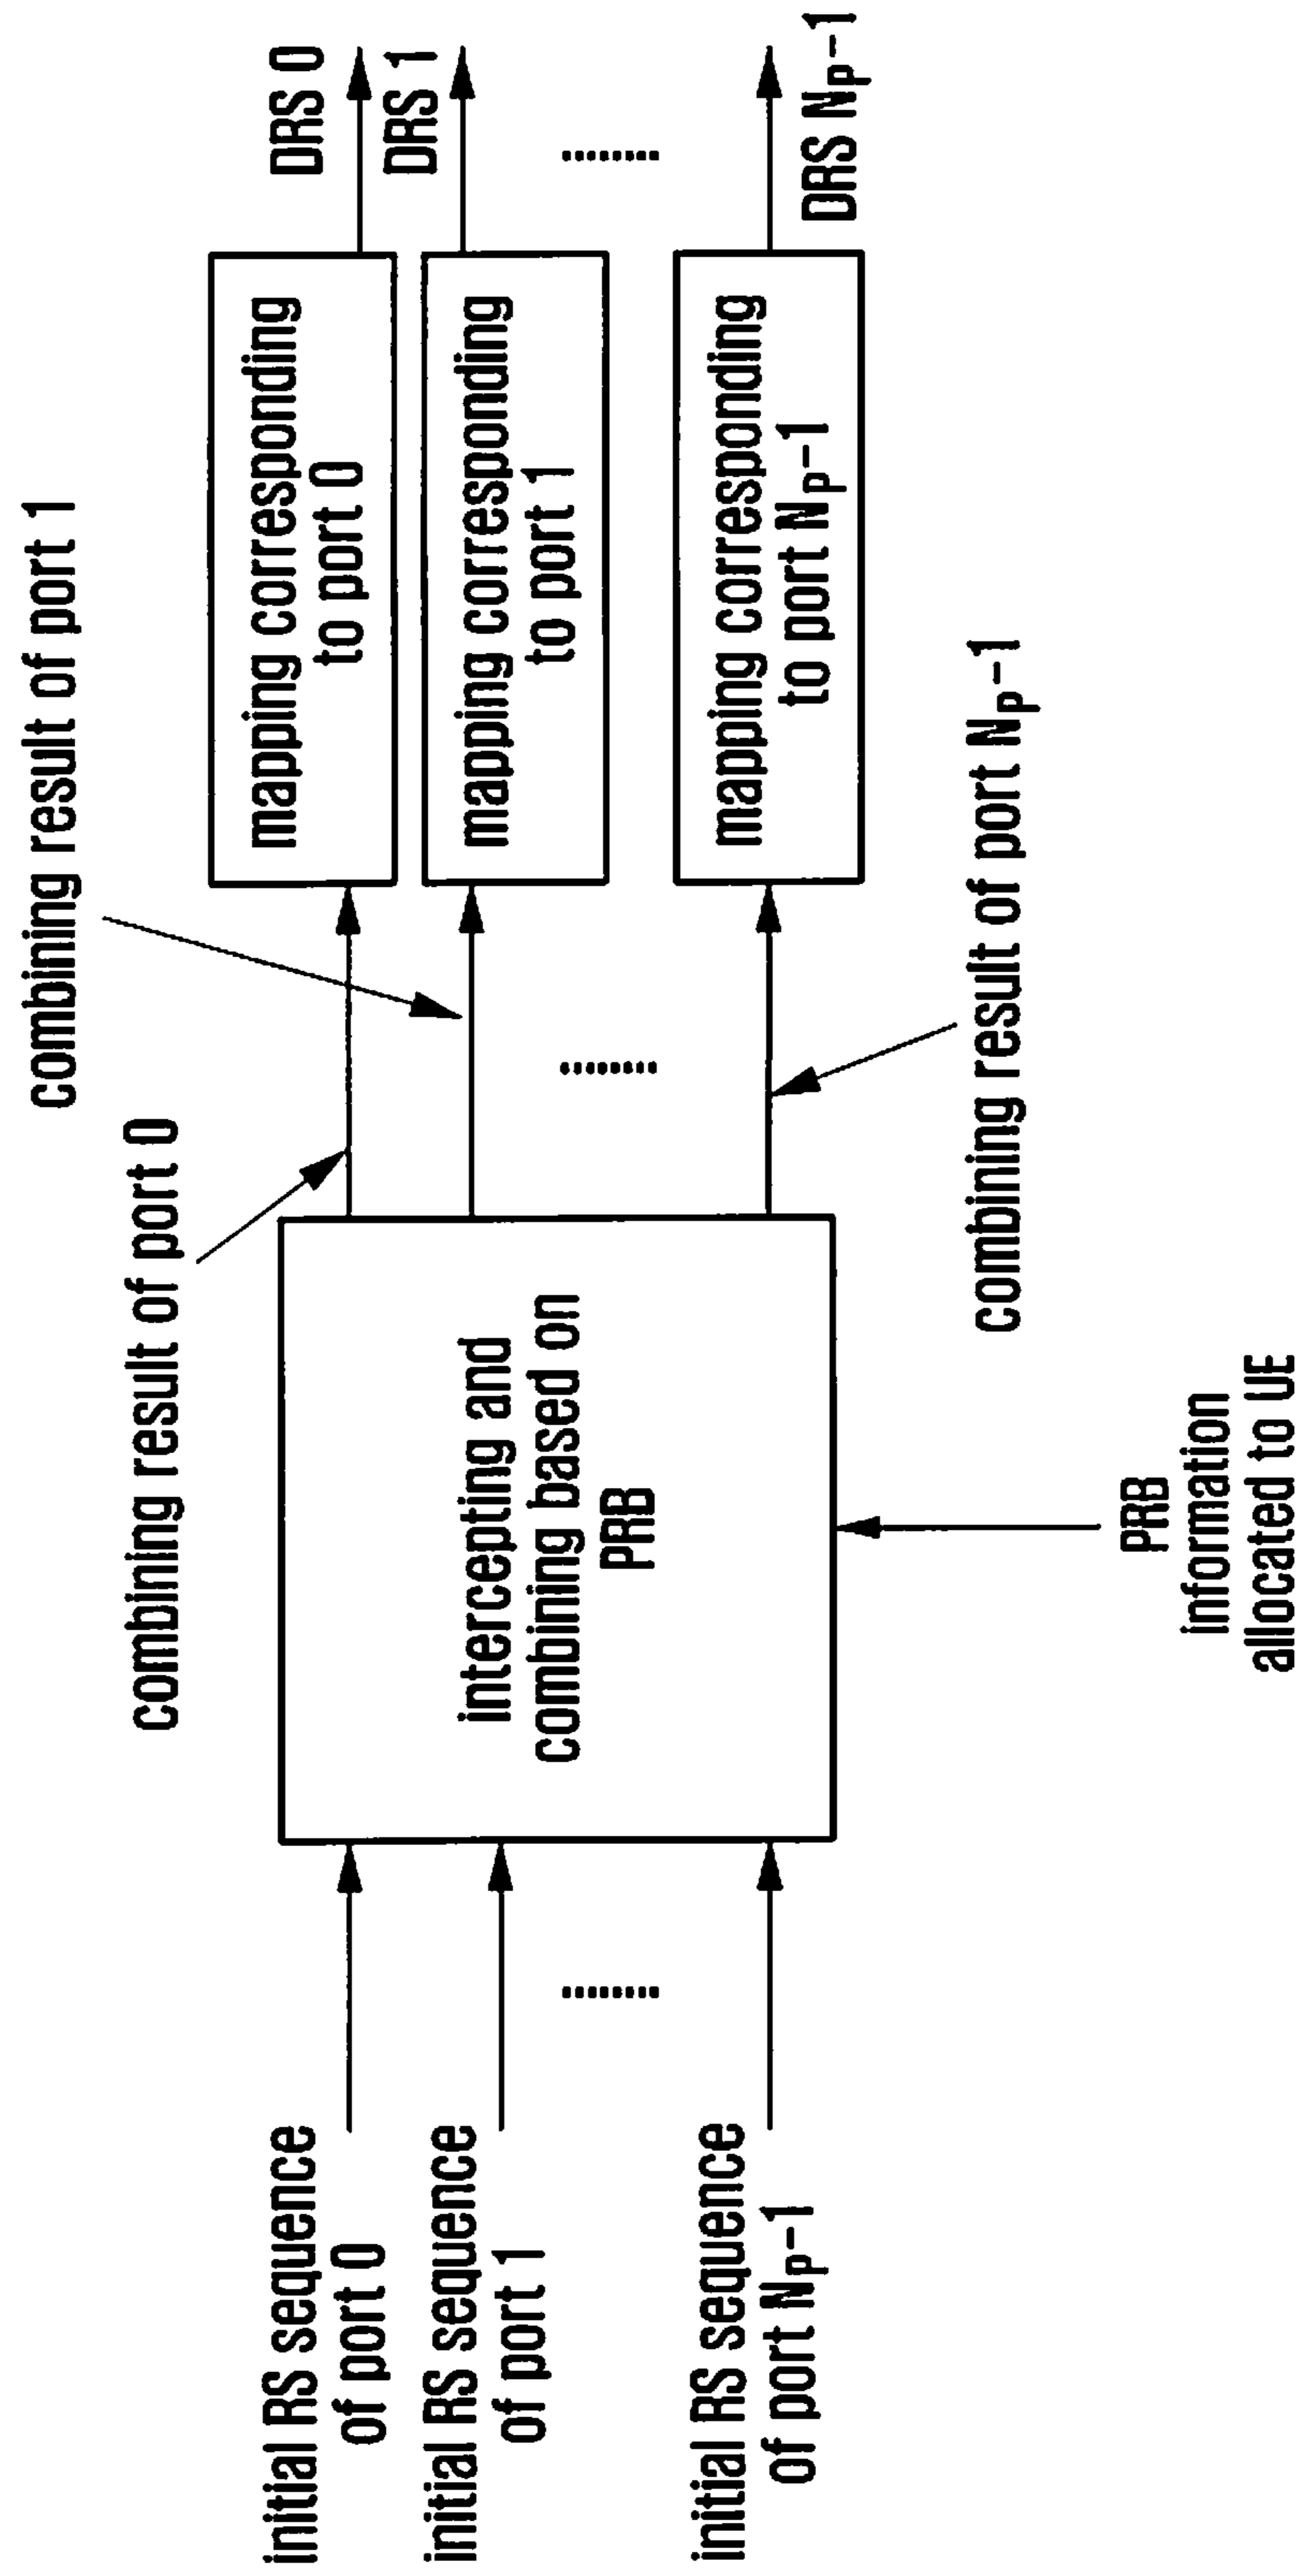 initial RS sequence
of port 0
initial RS sequence
of port 1
........
initial RS sequence
of port Np-1
intercepting and
combining based on
PRB
PRB
information
allocated to UE
combining result of port 0
combining result of port 1
........
combining result of port Np-1
mapping corresponding
to port 0
mapping corresponding
to port 1
mapping corresponding
to port Np-1
DRS 0
DRS 1
........
DRS Np-1